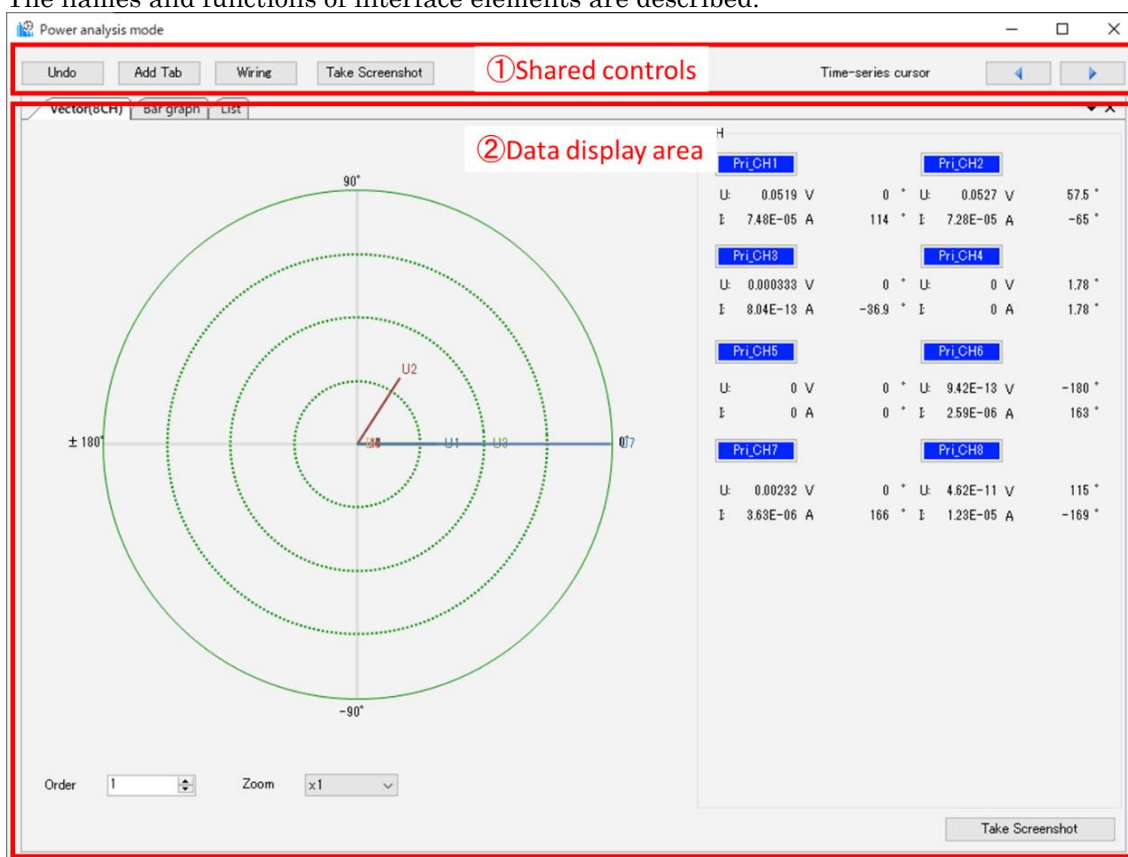 The names and functions of interface elements are described.
Power analysis mode
Undo Add Tab Wiring Take Screenshot ①Shared controls Time-series cursor
Vector(8CH) Bar graph List
②Data display area
Pri_CH1 Pri_CH2
90°
U: 0.0519 V 0 ° U: 0.0527 V 57.5 °
I: 7.48E-05 A 114 ° I: 7.28E-05 A -65 °
Pri_CH3 Pri_CH4
U: 0.000333 V 0 ° U: 0 V 1.78 °
I: 8.04E-13 A -36.9 ° I: 0 A 1.78 °
Pri_CH5 Pri_CH6
U2
U: 0 V 0 ° U: 9.42E-13 V -180 °
I: 0 A 0 ° I: 2.59E-06 A 163 °
± 180° U1 U3
Pri_CH7 Pri_CH8
U: 0.00232 V 0 ° U: 4.62E-11 V 115 °
I: 3.63E-06 A 166 ° I: 1.23E-05 A -169 °
-90°
Order 1 Zoom x1
Take Screenshot